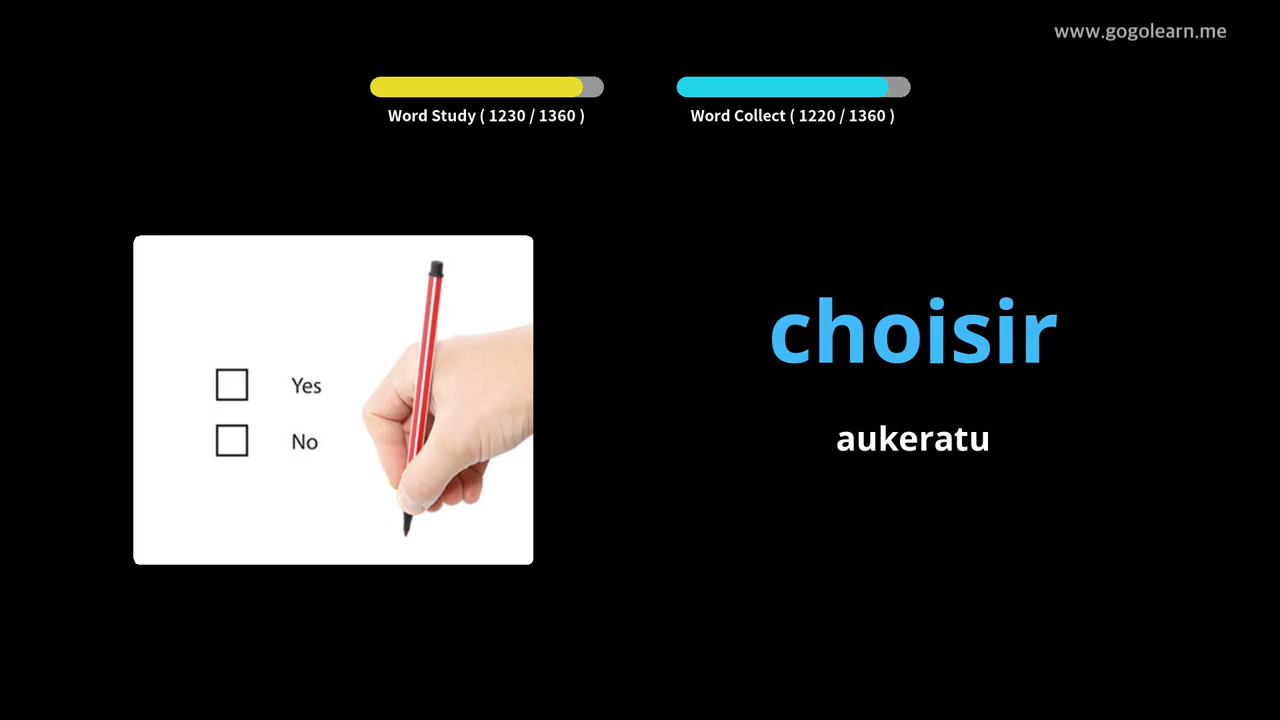 www.gogolearn.me
Word Study ( 1230 / 1360 )
Word Collect ( 1220 / 1360 )
Yes
No
choisir
aukeratu